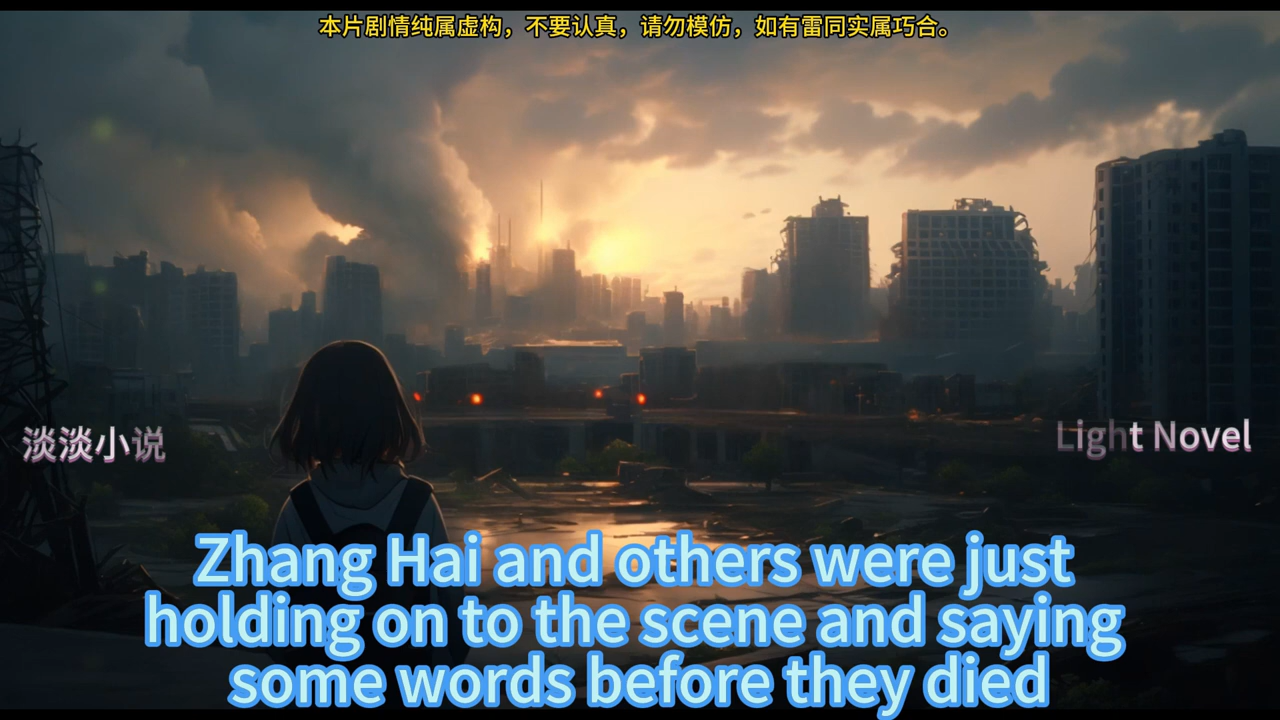 本片剧情纯属虚构，不要认真，请勿模仿，如有雷同实属巧合。
淡淡小说
Light Novel
Zhang Hai and others were just
holding on to the scene and saying
some words before they died